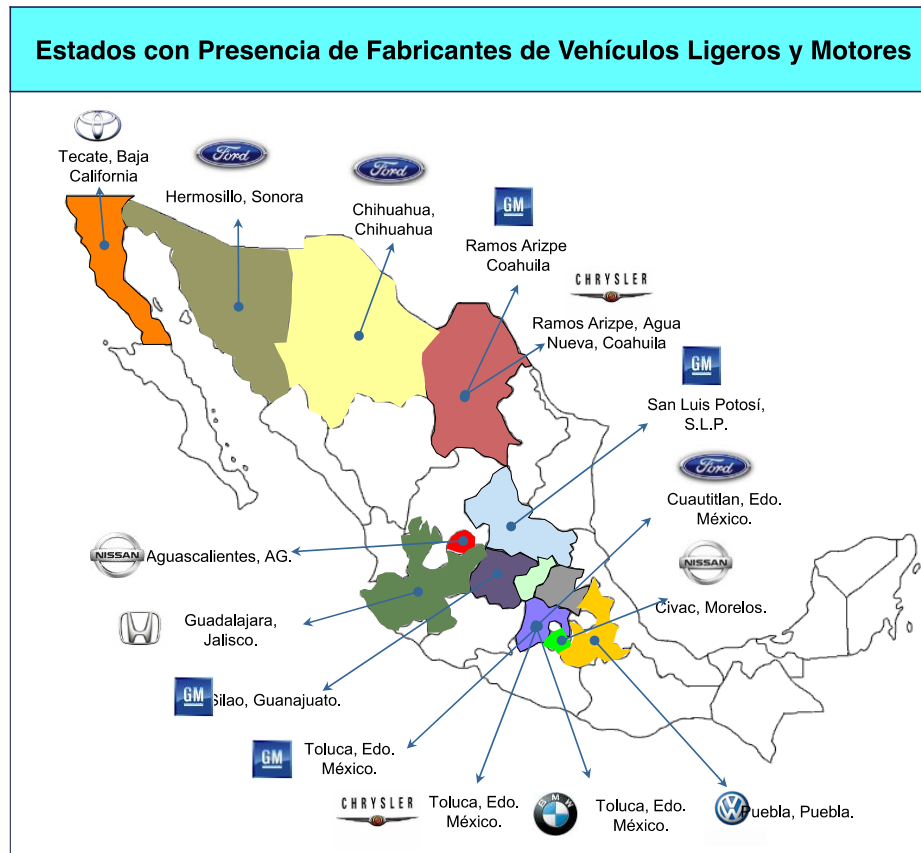 Estados con Presencia de Fabricantes de Vehículos Ligeros y Motores
Tecate, Baja
California
Ford
Hermosillo, Sonora
Ford
Chihuahua,
Chihuahua
GM
Ramos Arizpe
Coahuila
CHRYSLER
Ramos Arizpe, Agua
Nueva, Coahuila
GM
San Luis Potosí,
S.L.P.
Ford
Cuautitlan, Edo.
México.
NISSAN
Aguascalientes, AG.
NISSAN
Civac, Morelos.
Guadalajara,
Jalisco.
GM
Silao, Guanajuato.
GM
Toluca, Edo.
México.
CHRYSLER
Toluca, Edo.
México.
BMW
Toluca, Edo.
México.
Puebla, Puebla.